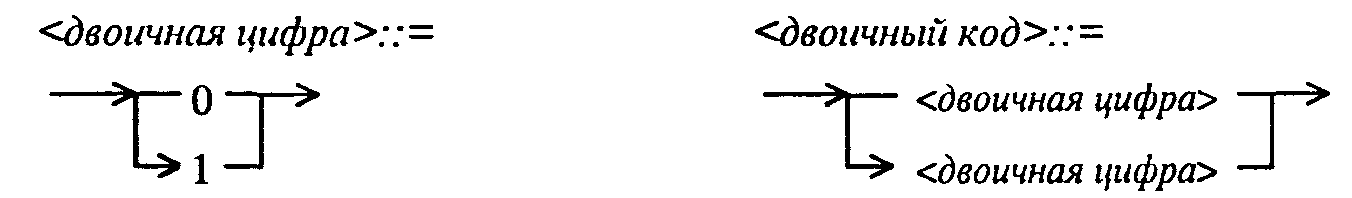 <двоичная цифра>::=
0
1
<двоичный код>::=
<двоичная цифра>
<двоичная цифра>